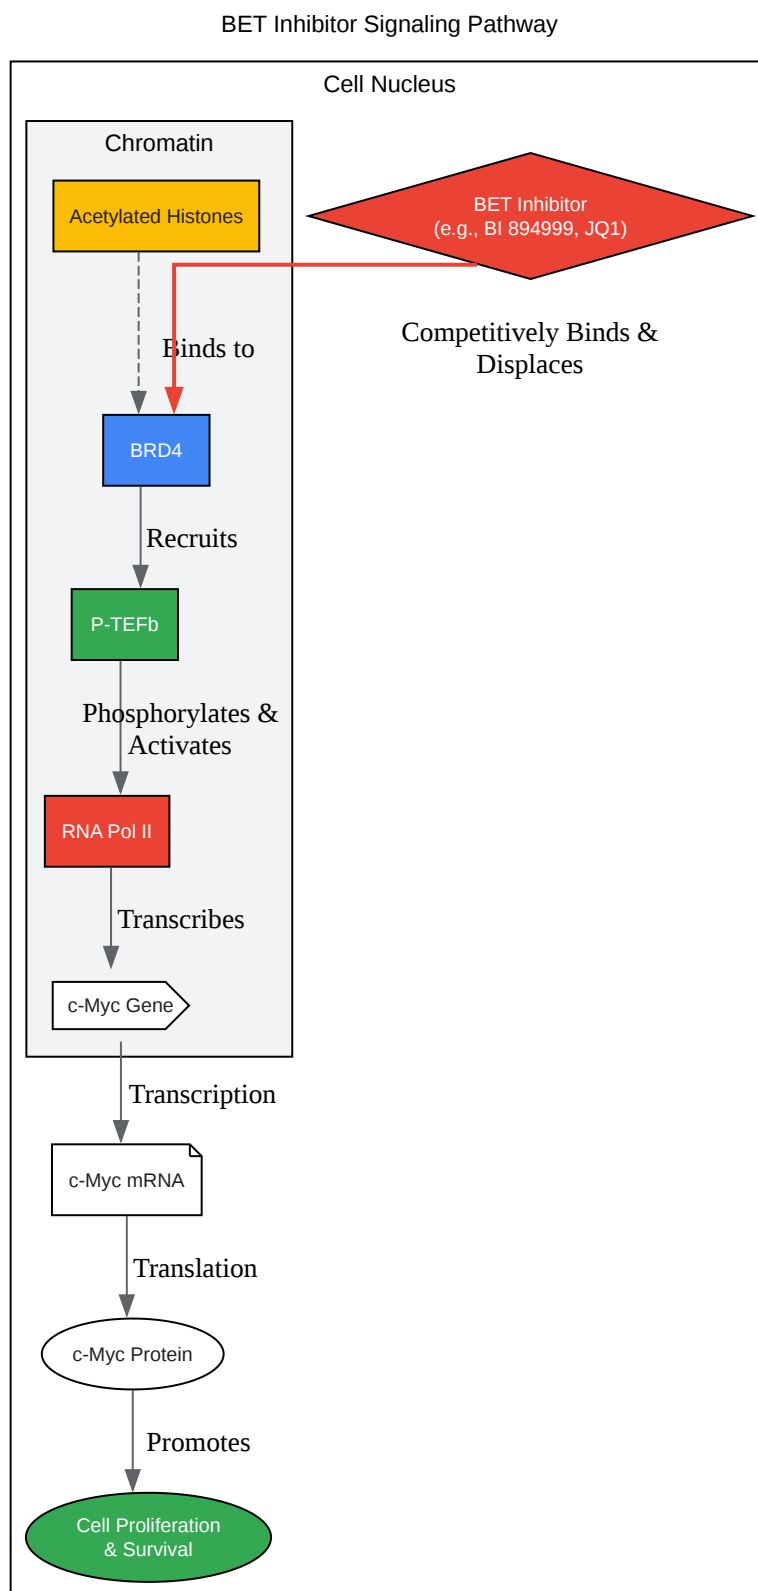 BET Inhibitor Signaling Pathway
Cell Nucleus
Chromatin
Acetylated Histones
BET Inhibitor
(e.g., BI 894999, JQ1)
Binds to
Competitively Binds &
Displaces
BRD4
Recruits
P-TEFb
Phosphorylates &
Activates
RNA Pol II
Transcribes
c-Myc Gene
Transcription
c-Myc mRNA
Translation
c-Myc Protein
Promotes
Cell Proliferation
& Survival